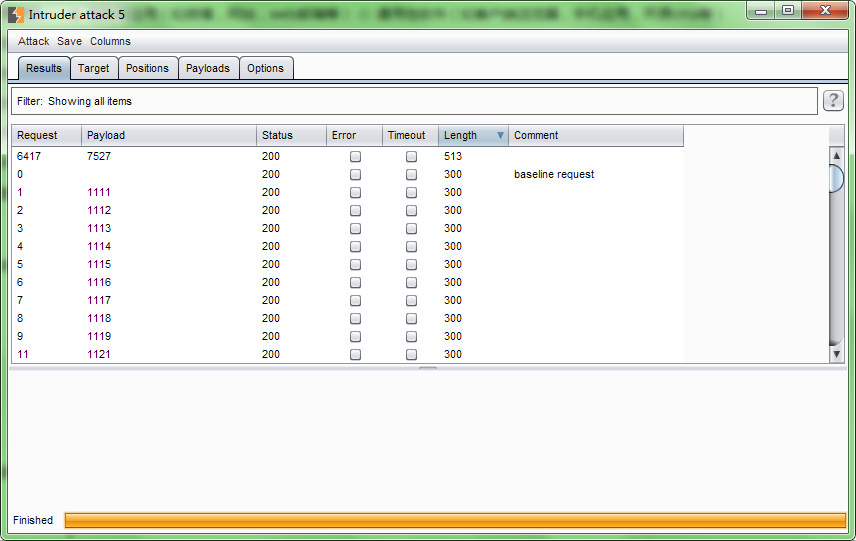 Intruder attack 5
Attack Save Columns
Results Target Positions Payloads Options
Filter: Showing all items ?
Request Payload Status Error Timeout Length Comment
6417 7527 200 513
0 200 300 baseline request
1 1111 200 300
2 1112 200 300
3 1113 200 300
4 1114 200 300
5 1115 200 300
6 1116 200 300
7 1117 200 300
8 1118 200 300
9 1119 200 300
11 1121 200 300
Finished